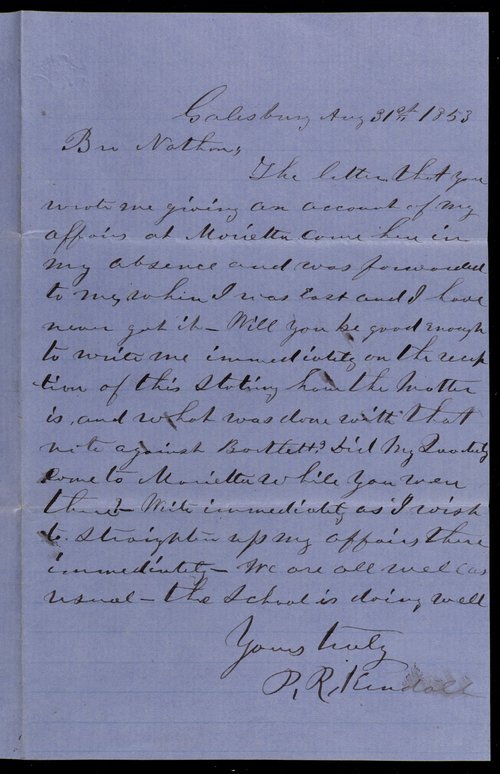 Galesburg Aug 31st 1853
Bro Nathan,
The letter that you
wrote me giving an account of my
affairs at Marietta came here in
my absence and was forwarded
to me, when I was East and I have
never got it - Will you be good enough
to write me immediately on the recep
tion of this stating how the matter
is, and what was done with that
note against Bartlett? Did My
come to Marietta while you were
there? - Write immediately as I wish
to straighten up my affairs there
immediately - We are all well as
usual - the School is doing well
Yours truly
P. R. Kendall